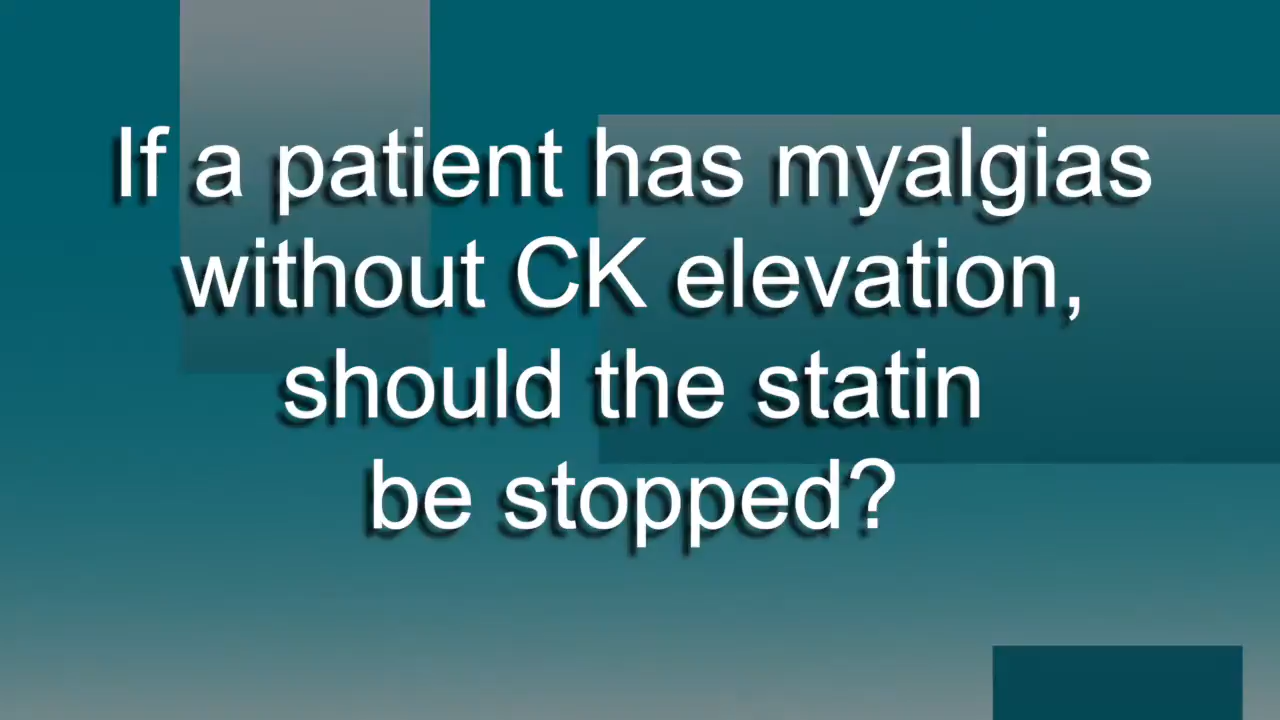 If a patient has myalgias
without CK elevation,
should the statin
be stopped?